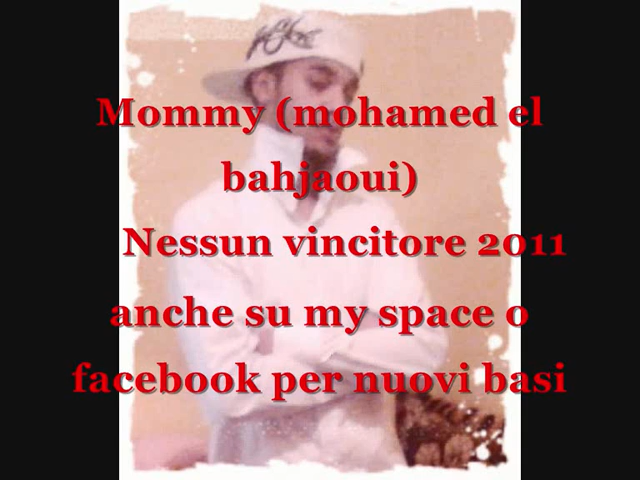 Mommy (mohamed el
bahjaoui)
Nessun vincitore 2011
anche su my space o
facebook per nuovi basi